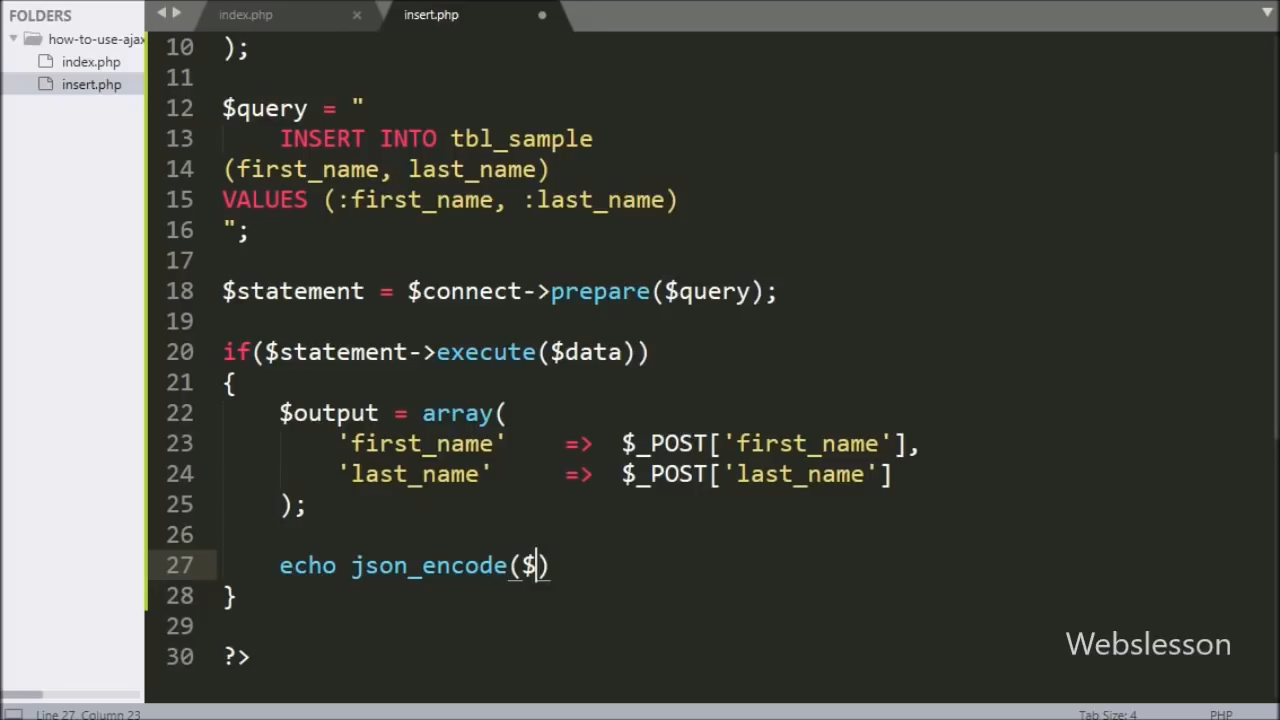 FOLDERS
how-to-use-ajax
index.php
insert.php
index.php ×
insert.php
10 );
11
12 $query = "
13 INSERT INTO tbl_sample
14 (first_name, last_name)
15 VALUES (:first_name, :last_name)
16 ";
17
18 $statement = $connect->prepare($query);
19
20 if($statement->execute($data))
21 {
22 $output = array(
23 'first_name' => $_POST['first_name'],
24 'last_name' => $_POST['last_name']
25 );
26
27 echo json_encode($)
28 }
29
30 ?>
Webslesson
Line 27, Column 23
Tab Size: 4
PHP